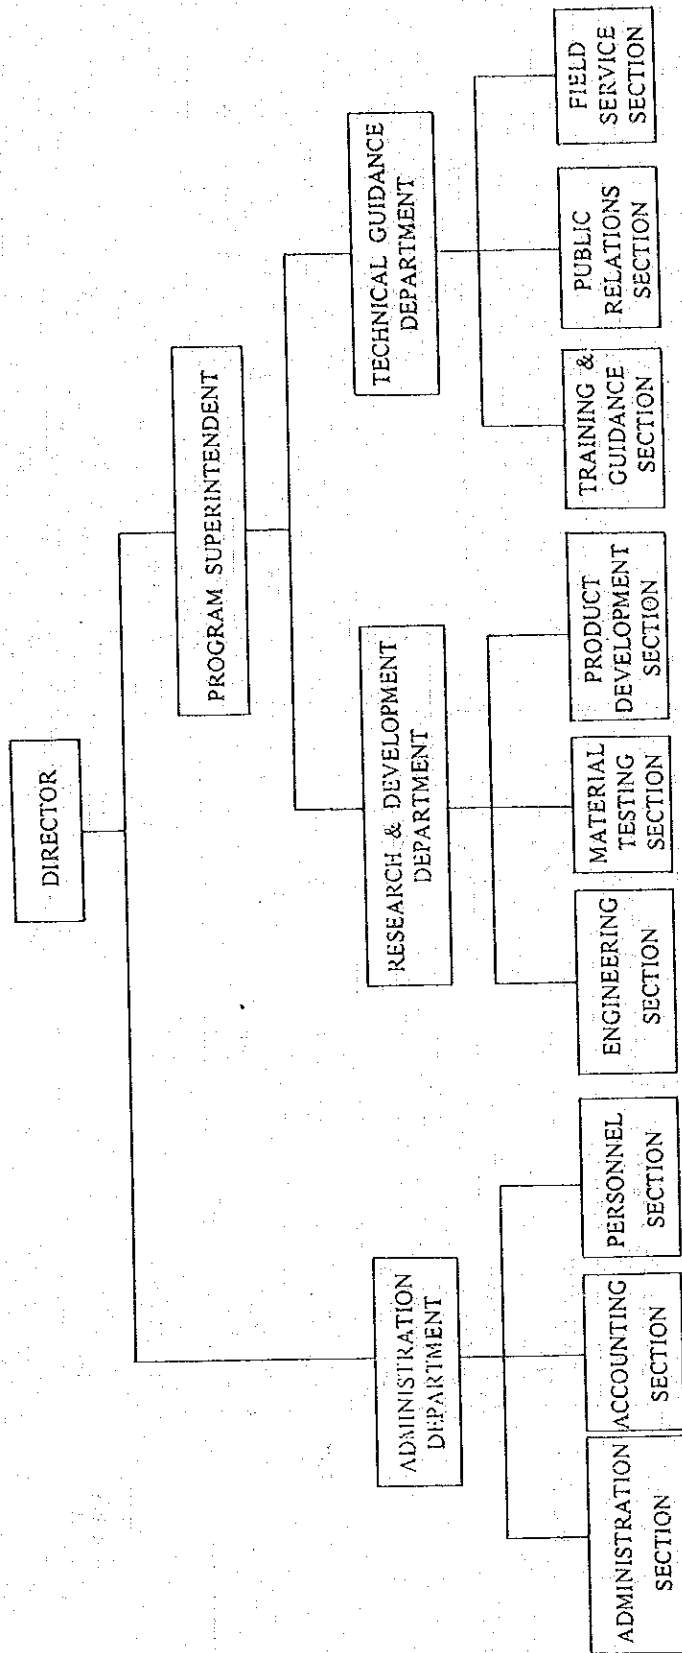 DIRECTOR
PROGRAM SUPERINTENDENT
ADMINISTRATION
DEPARTMENT
RESEARCH & DEVELOPMENT
DEPARTMENT
TECHNICAL GUIDANCE
DEPARTMENT
ADMINISTRATION
SECTION
ACCOUNTING
SECTION
PERSONNEL
SECTION
ENGINEERING
SECTION
MATERIAL
TESTING
SECTION
PRODUCT
DEVELOPMENT
SECTION
TRAINING &
GUIDANCE
SECTION
PUBLIC
RELATIONS
SECTION
FIELD
SERVICE
SECTION